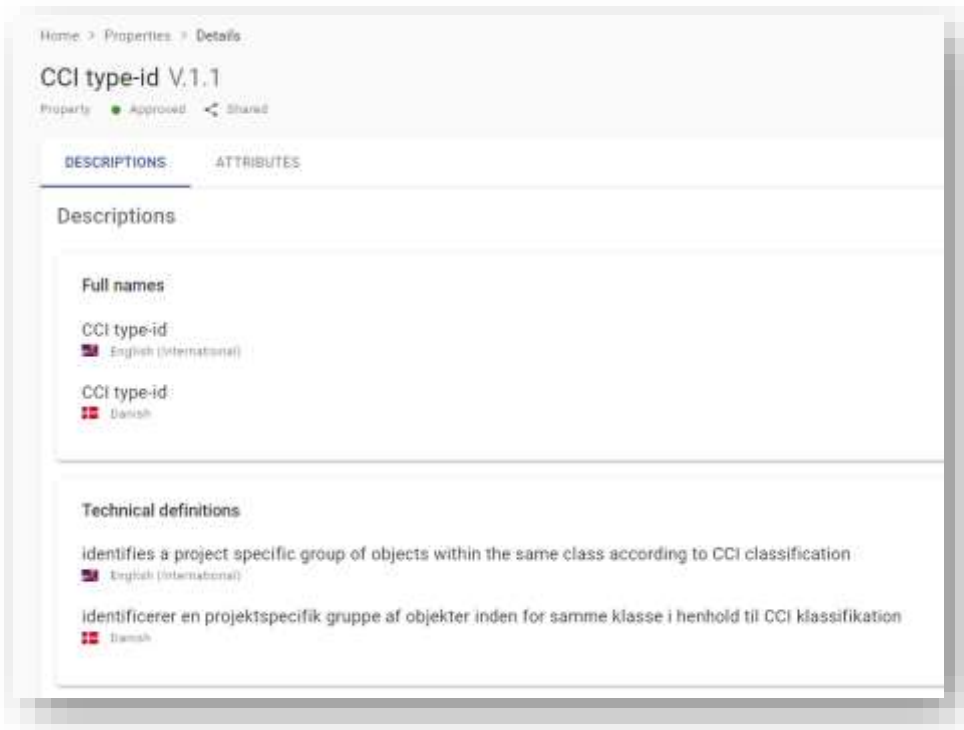 Home > Properties > Details
CCI type-id V.1.1
Property Approved Shared
DESCRIPTIONS ATTRIBUTES
Descriptions
Full names
CCI type-id
English (International)
CCI type-id
Danish
Technical definitions
identifies a project specific group of objects within the same class according to CCI classification
English (International)
identificerer en projektspecifik gruppe af objekter inden for samme klasse i henhold til CCI klassifikation
Danish